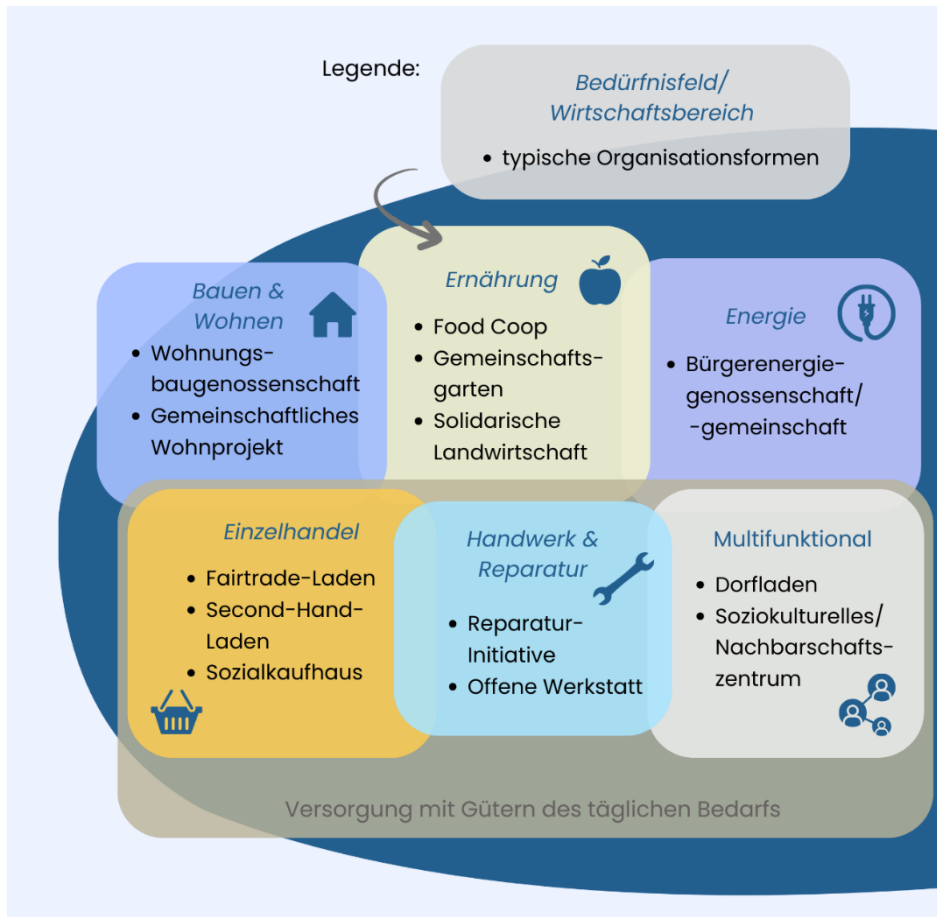 Legende:
Bedürfnisfeld/
Wirtschaftsbereich
• typische Organisationsformen
Bauen &
Wohnen
• Wohnungs-
baugenossenschaft
• Gemeinschaftliches
Wohnprojekt
Ernährung
• Food Coop
• Gemeinschafts-
garten
• Solidarische
Landwirtschaft
Energie
• Bürgerenergie-
genossenschaft/
-gemeinschaft
Einzelhandel
• Fairtrade-Laden
• Second-Hand-
Laden
• Sozialkaufhaus
Handwerk &
Reparatur
• Reparatur-
Initiative
• Offene Werkstatt
Multifunktional
• Dorfladen
• Soziokulturelles/
Nachbarschafts-
zentrum
Versorgung mit Gütern des täglichen Bedarfs